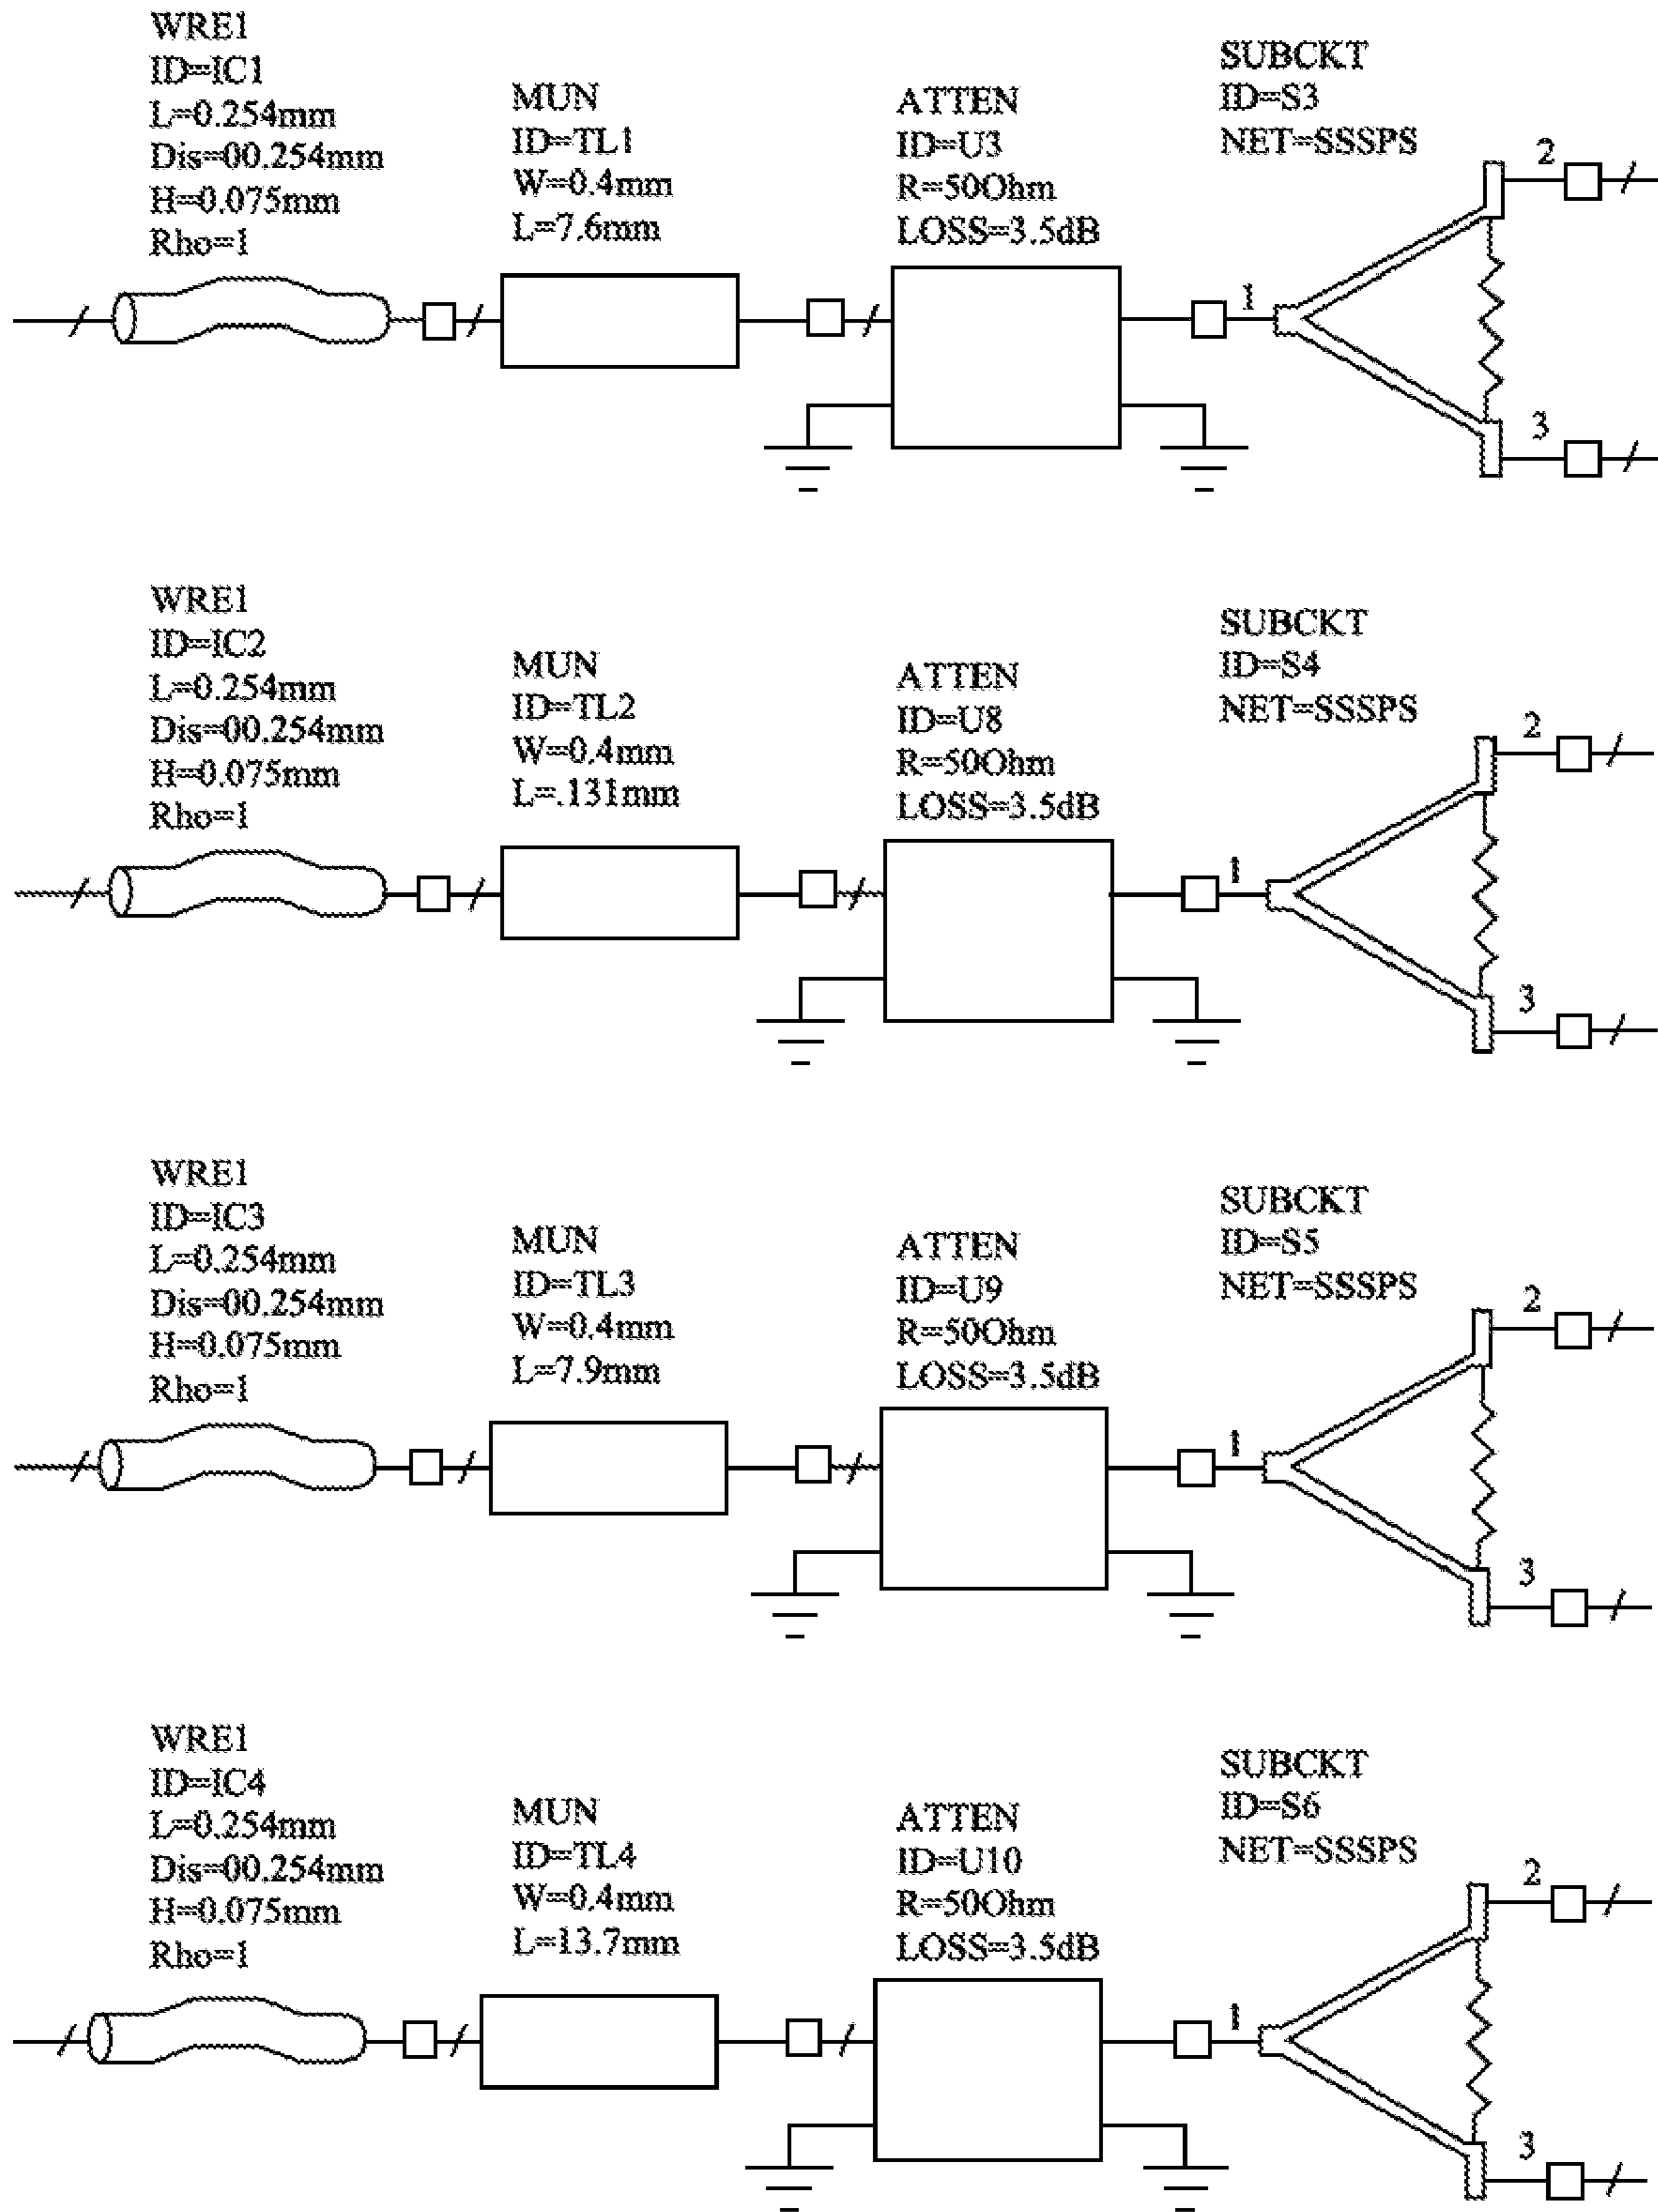 WRE1
ID=IC1
L=0.254mm
Dis=00.254mm
H=0.075mm
Rho=1
MUN
ID=TL1
W=0.4mm
L=7.6mm
ATTEN
ID=U3
R=50Ohm
LOSS=3.5dB
SUBCKT
ID=S3
NET=SSSPS
1
2
3
WRE1
ID=IC2
L=0.254mm
Dis=00.254mm
H=0.075mm
Rho=1
MUN
ID=TL2
W=0.4mm
L=.131mm
ATTEN
ID=U8
R=50Ohm
LOSS=3.5dB
SUBCKT
ID=S4
NET=SSSPS
1
2
3
WRE1
ID=IC3
L=0.254mm
Dis=00.254mm
H=0.075mm
Rho=1
MUN
ID=TL3
W=0.4mm
L=7.9mm
ATTEN
ID=U9
R=50Ohm
LOSS=3.5dB
SUBCKT
ID=S5
NET=SSSPS
1
2
3
WRE1
ID=IC4
L=0.254mm
Dis=00.254mm
H=0.075mm
Rho=1
MUN
ID=TL4
W=0.4mm
L=13.7mm
ATTEN
ID=U10
R=50Ohm
LOSS=3.5dB
SUBCKT
ID=S6
NET=SSSPS
1
2
3